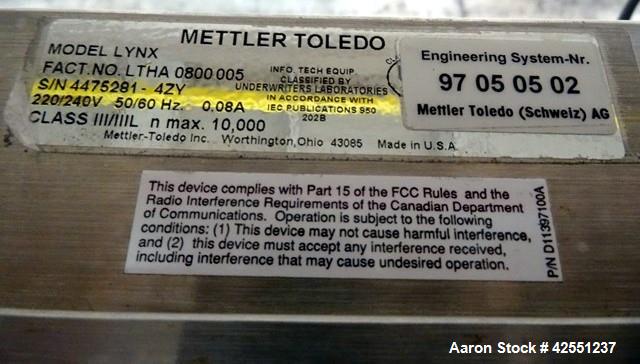 METTLER TOLEDO
MODEL LYNX
FACT.NO. LTHA 0800005
S/N 4475281 - 4ZY
220/240V 50/60 Hz. 0.08A
CLASS III/IIIL n max. 10,000
INFO. TECH EQUIP
CLASSIFIED BY
UNDERWRITERS LABORATORIES
IN ACCORDANCE WITH
IEC PUBLICATIONS 950
202B
Mettler-Toledo Inc. Worthington,Ohio 43085 Made in U.S.A.
Engineering System-Nr.
97 05 05 02
Mettler Toledo (Schweiz) AG
This device complies with Part 15 of the FCC Rules and the
Radio Interference Requirements of the Canadian Department
of Communications. Operation is subject to the following
conditions: (1) This device may not cause harmful interference,
and (2) this device must accept any interference received,
including interference that may cause undesired operation.
P/N D11397100A
Aaron Stock # 42551237